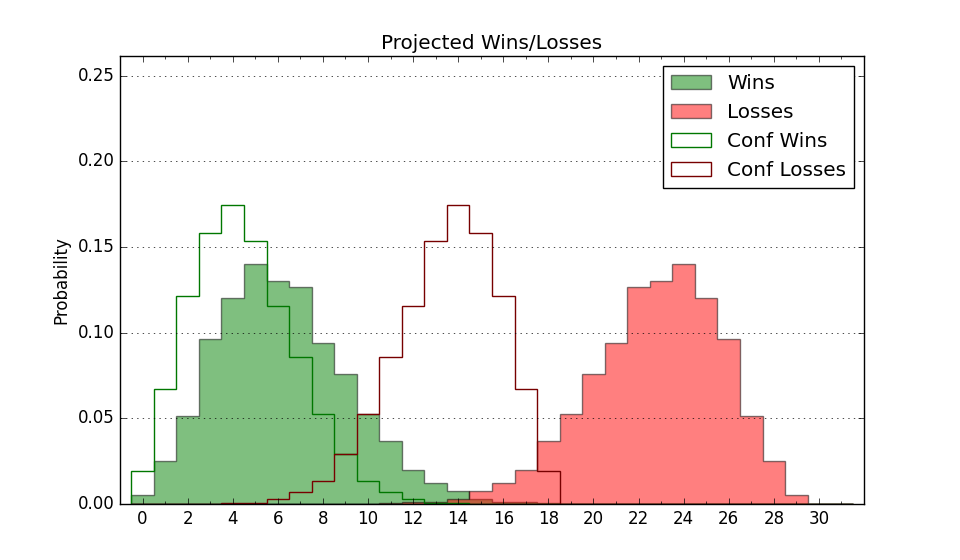 Projected Wins/Losses
0.25
0.20
0.15
0.10
0.05
0.00
Probability
Wins
Losses
Conf Wins
Conf Losses
0 2 4 6 8 10 12 14 16 18 20 22 24 26 28 30